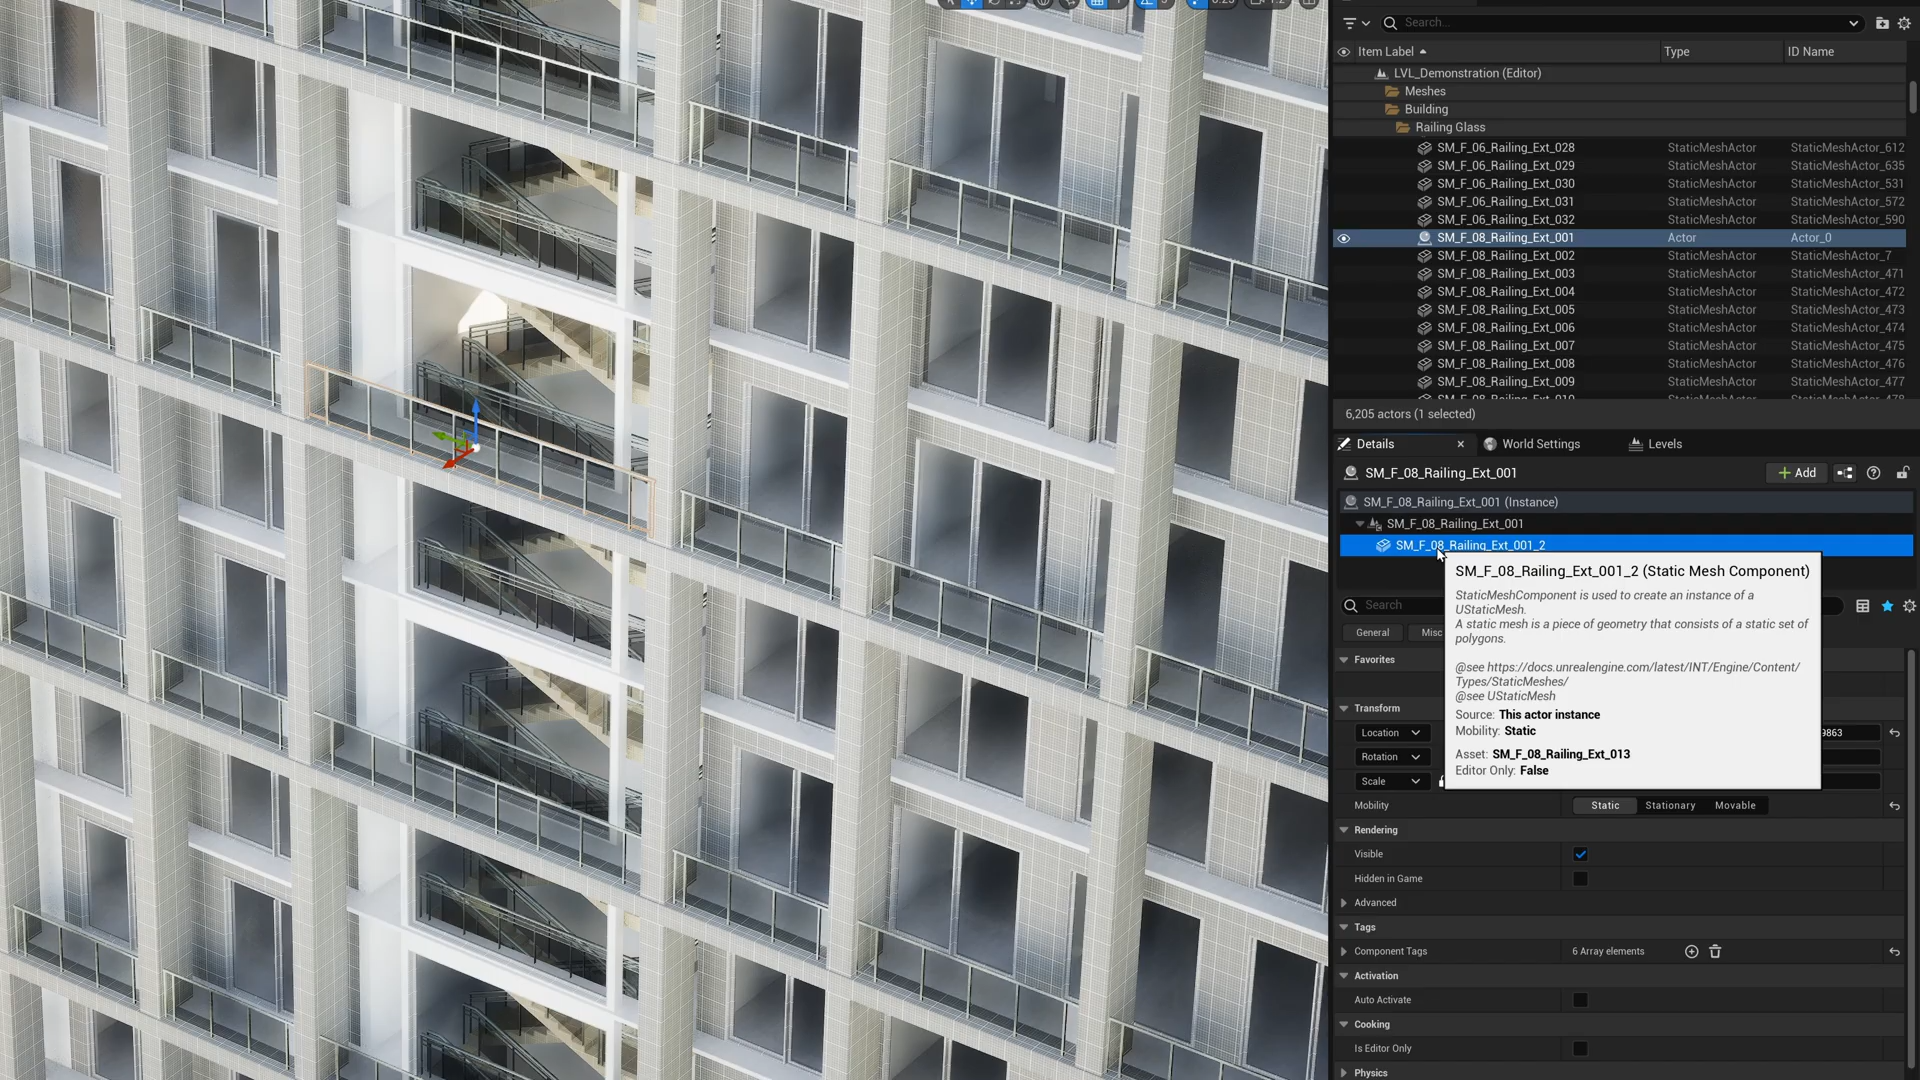 Search...
Item Label
Type
ID Name
LVL_Demonstration (Editor)
Meshes
Building
Railing Glass
SM_F_06_Railing_Ext_028 StaticMeshActor StaticMeshActor_612
SM_F_06_Railing_Ext_029 StaticMeshActor StaticMeshActor_635
SM_F_06_Railing_Ext_030 StaticMeshActor StaticMeshActor_531
SM_F_06_Railing_Ext_031 StaticMeshActor StaticMeshActor_572
SM_F_06_Railing_Ext_032 StaticMeshActor StaticMeshActor_590
SM_F_08_Railing_Ext_001 Actor Actor_0
SM_F_08_Railing_Ext_002 StaticMeshActor StaticMeshActor_7
SM_F_08_Railing_Ext_003 StaticMeshActor StaticMeshActor_471
SM_F_08_Railing_Ext_004 StaticMeshActor StaticMeshActor_472
SM_F_08_Railing_Ext_005 StaticMeshActor StaticMeshActor_473
SM_F_08_Railing_Ext_006 StaticMeshActor StaticMeshActor_474
SM_F_08_Railing_Ext_007 StaticMeshActor StaticMeshActor_475
SM_F_08_Railing_Ext_008 StaticMeshActor StaticMeshActor_476
SM_F_08_Railing_Ext_009 StaticMeshActor StaticMeshActor_477
6,205 actors (1 selected)
Details
World Settings
Levels
SM_F_08_Railing_Ext_001
Add
SM_F_08_Railing_Ext_001 (Instance)
SM_F_08_Railing_Ext_001
SM_F_08_Railing_Ext_001_2
SM_F_08_Railing_Ext_001_2 (Static Mesh Component)
StaticMeshComponent is used to create an instance of a
UStaticMesh.
A static mesh is a piece of geometry that consists of a static set of
polygons.
@see https://docs.unrealengine.com/latest/INT/Engine/Content/
Types/StaticMeshes/
@see UStaticMesh
Source: This actor instance
Mobility: Static
Asset: SM_F_08_Railing_Ext_013
Editor Only: False
Search
General
Misc
Favorites
Transform
Location
9863
Rotation
Scale
Mobility
Static
Stationary
Movable
Rendering
Visible
Hidden in Game
Advanced
Tags
Component Tags
6 Array elements
Activation
Auto Activate
Cooking
Is Editor Only
Physics